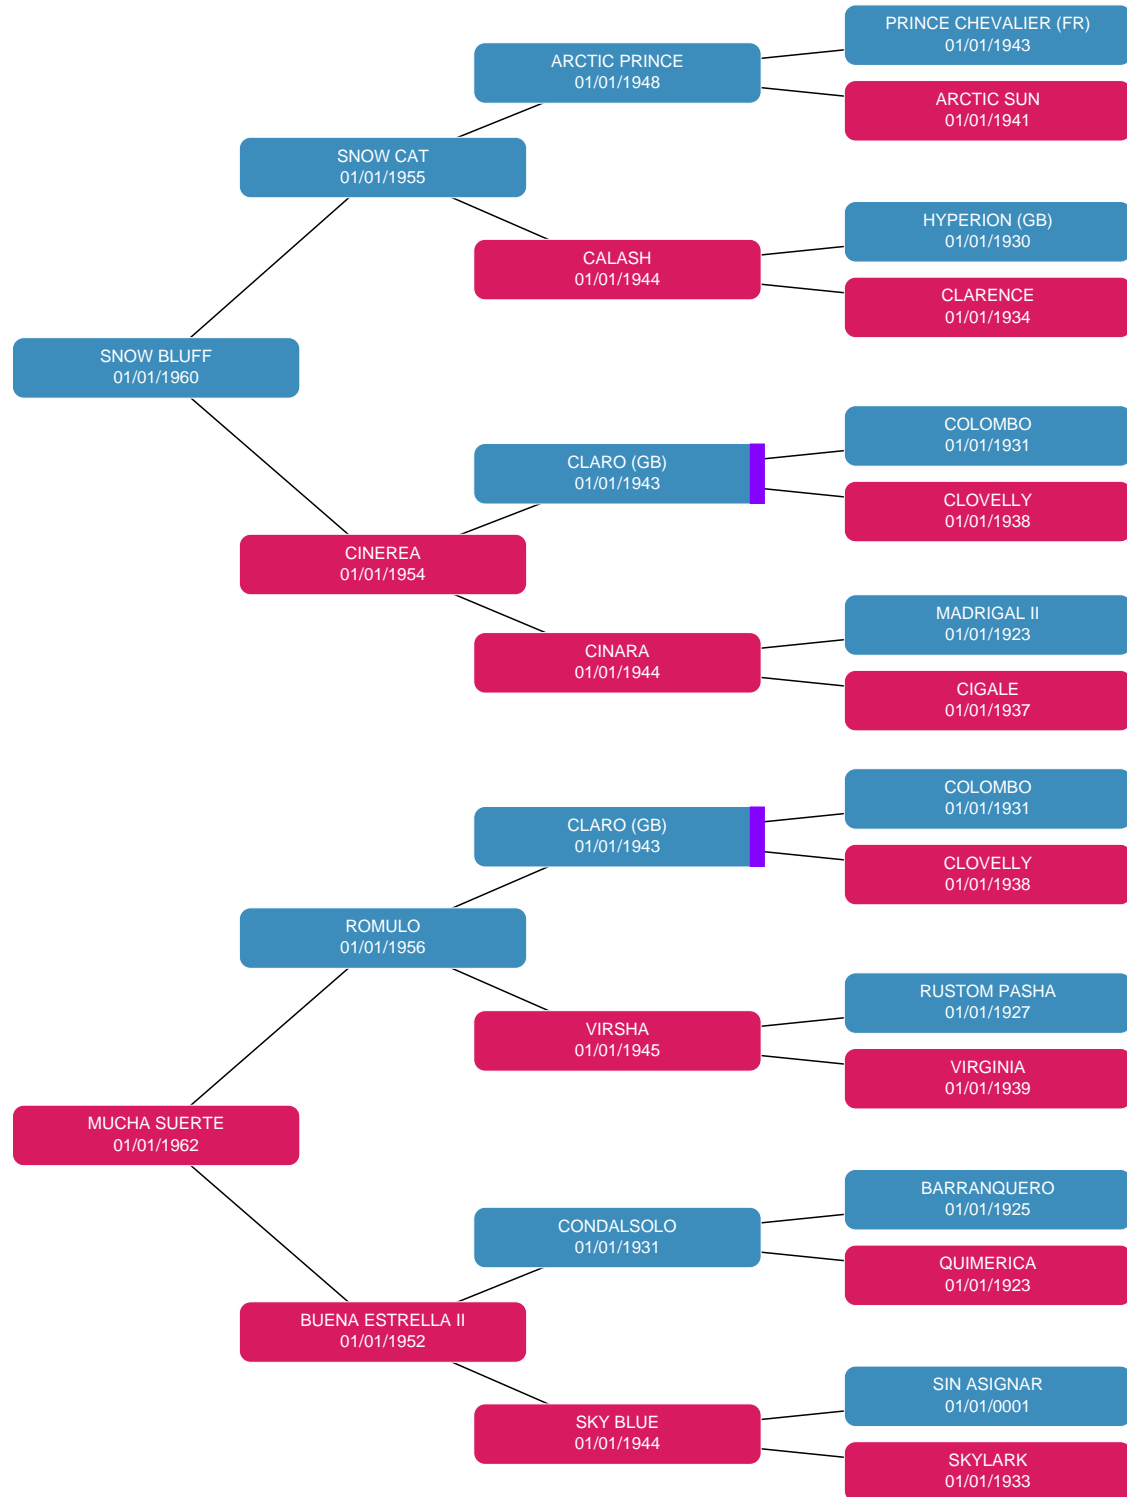 PRINCE CHEVALIER (FR)
01/01/1943
ARCTIC PRINCE
01/01/1948
ARCTIC SUN
01/01/1941
SNOW CAT
01/01/1955
HYPERION (GB)
01/01/1930
CALASH
01/01/1944
CLARENCE
01/01/1934
SNOW BLUFF
01/01/1960
COLOMBO
01/01/1931
CLARO (GB)
01/01/1943
CLOVELLY
01/01/1938
CINEREA
01/01/1954
MADRIGAL II
01/01/1923
CINARA
01/01/1944
CIGALE
01/01/1937
COLOMBO
01/01/1931
CLARO (GB)
01/01/1943
CLOVELLY
01/01/1938
ROMULO
01/01/1956
RUSTOM PASHA
01/01/1927
VIRSHA
01/01/1945
VIRGINIA
01/01/1939
MUCHA SUERTE
01/01/1962
BARRANQUERO
01/01/1925
CONDALSOLO
01/01/1931
QUIMERICA
01/01/1923
BUENA ESTRELLA II
01/01/1952
SIN ASIGNAR
01/01/0001
SKY BLUE
01/01/1944
SKYLARK
01/01/1933